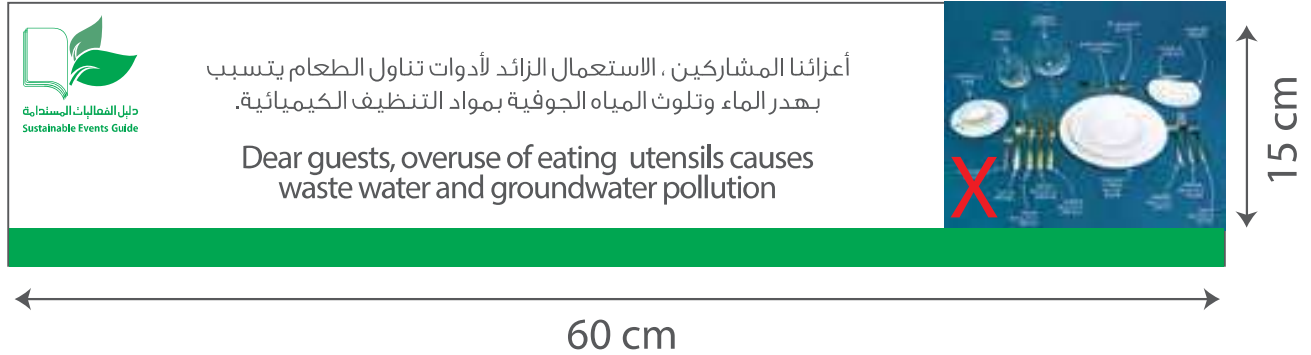 دليل الفعاليات المستدامة
Sustainable Events Guide
أعزائنا المشاركين ، الاستعمال الزائد لأدوات تناول الطعام يتسبب
بهدر الماء وتلوث المياه الجوفية بمواد التنظيف الكيميائية.
Dear guests, overuse of eating utensils causes
waste water and groundwater pollution
X
15 cm
60 cm